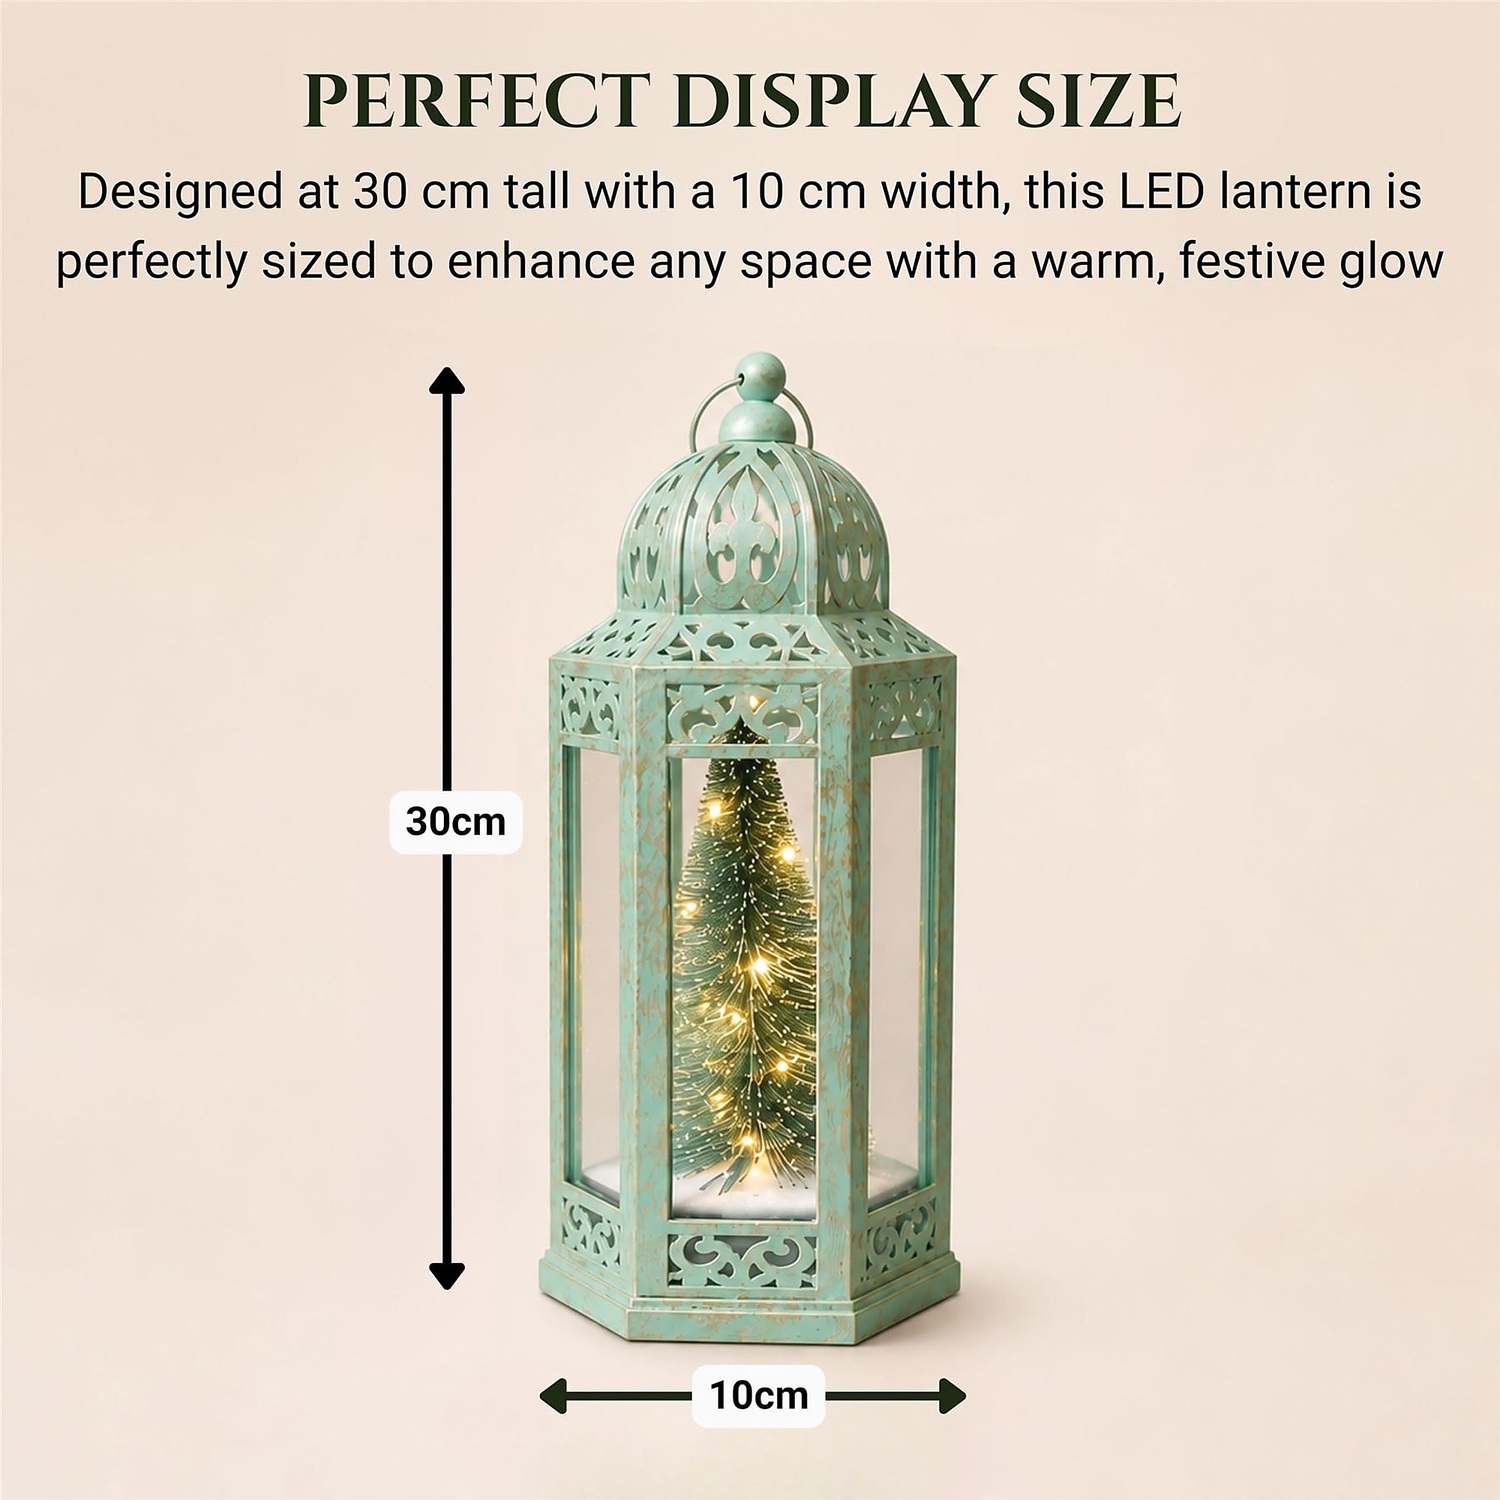 PERFECT DISPLAY SIZE
Designed at 30 cm tall with a 10 cm width, this LED lantern is
perfectly sized to enhance any space with a warm, festive glow
30cm
10cm